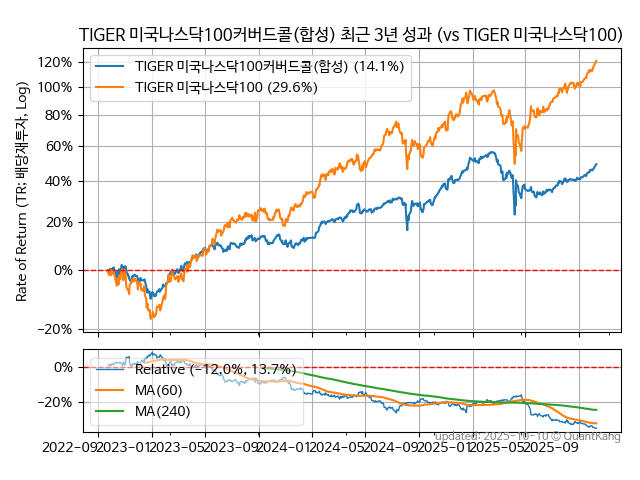 TIGER 미국나스닥100커버드콜(합성) 최근 3년 성과 (vs TIGER 미국나스닥100)
Rate of Return (TR: 배당재투자, Log)
120%
100%
80%
60%
40%
20%
0%
−20%
TIGER 미국나스닥100커버드콜(합성) (14.1%)
TIGER 미국나스닥100 (29.6%)
0%
−20%
Relative (−12.0%, 13.7%)
MA(60)
MA(240)
updated: 2025-10-10 © QuantKang
2022−09 2023−01 2023−05 2023−09 2024−01 2024−05 2024−09 2025−01 2025−05 2025−09